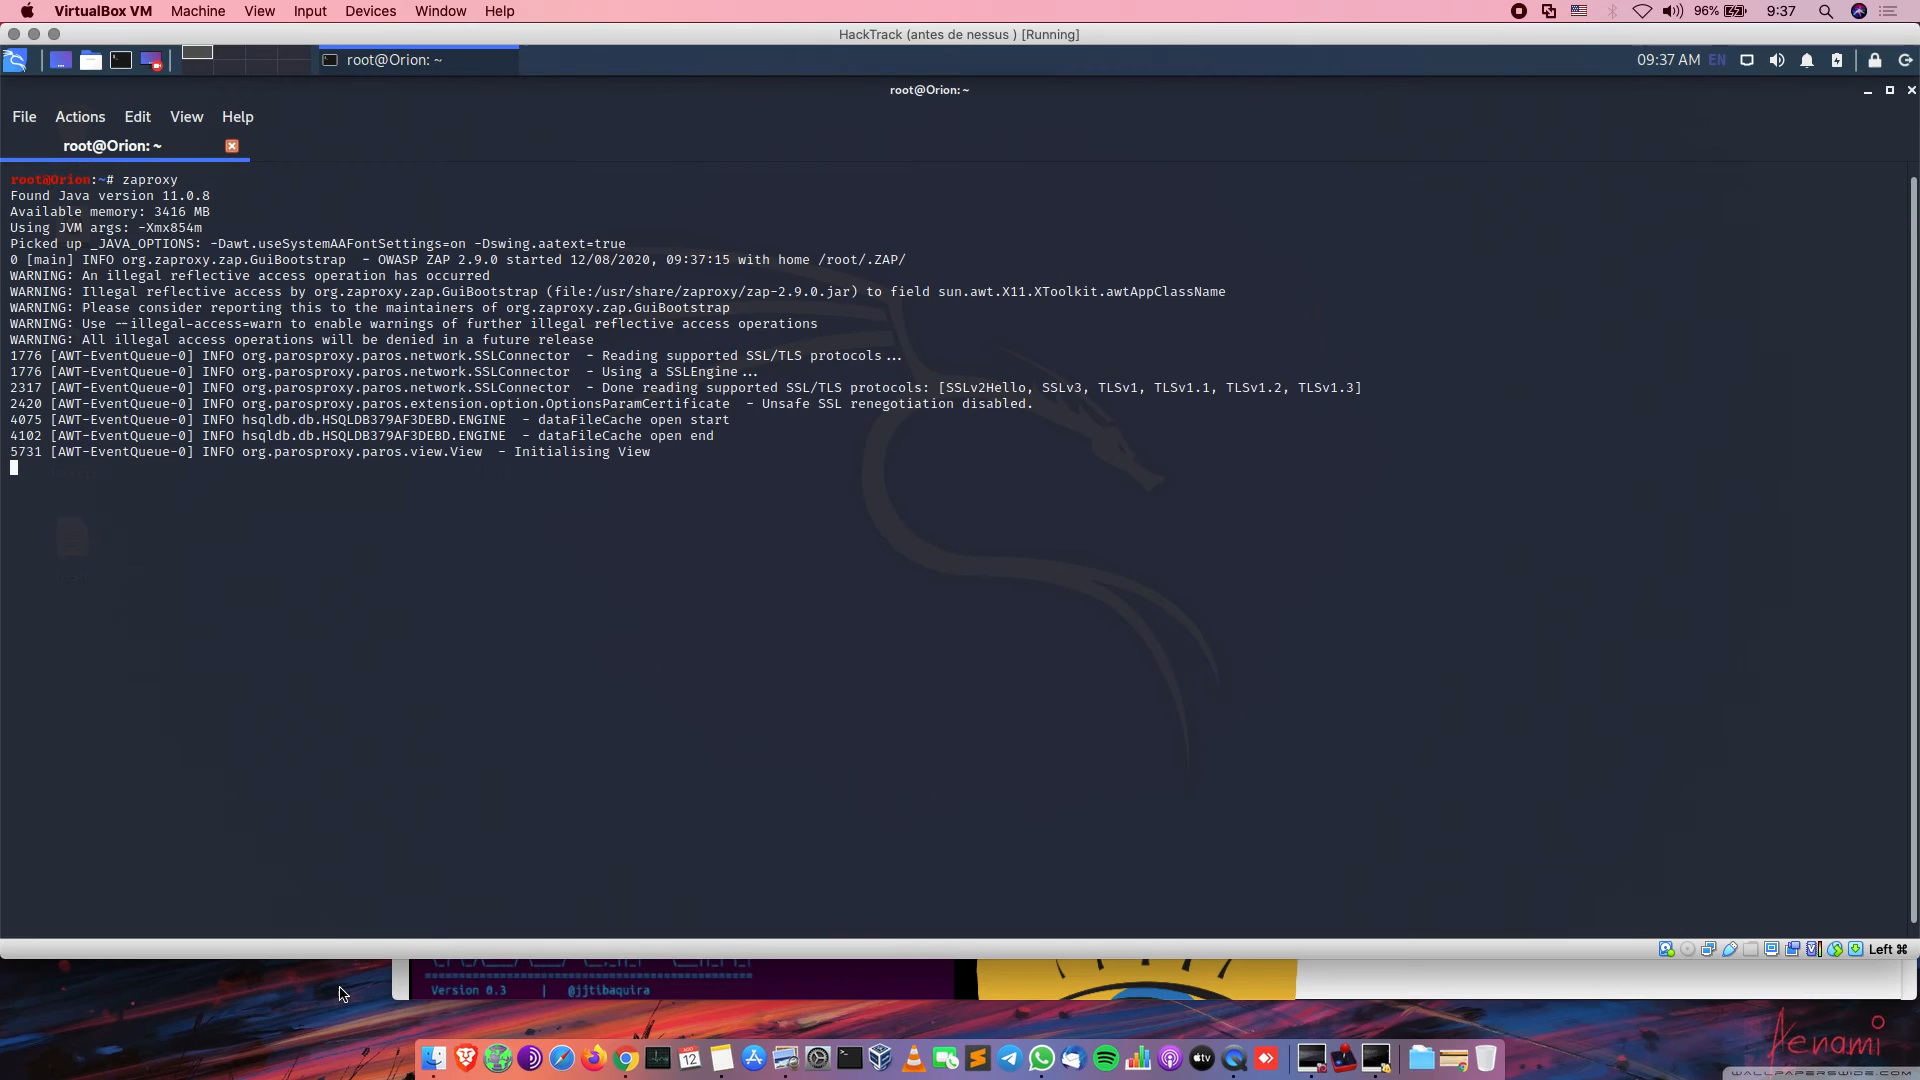 VirtualBox VM Machine View Input Devices Window Help 96% 9:37
HackTrack (antes de nessus ) [Running]
root@Orion: ~ 09:37 AM EN
root@Orion: ~
File Actions Edit View Help
root@Orion: ~
root@Orion:~# zaproxy
Found Java version 11.0.8
Available memory: 3416 MB
Using JVM args: -Xmx854m
Picked up _JAVA_OPTIONS: -Dawt.useSystemAAFontSettings=on -Dswing.aatext=true
0 [main] INFO org.zaproxy.zap.GuiBootstrap  - OWASP ZAP 2.9.0 started 12/08/2020, 09:37:15 with home /root/.ZAP/
WARNING: An illegal reflective access operation has occurred
WARNING: Illegal reflective access by org.zaproxy.zap.GuiBootstrap (file:/usr/share/zaproxy/zap-2.9.0.jar) to field sun.awt.X11.XToolkit.awtAppClassName
WARNING: Please consider reporting this to the maintainers of org.zaproxy.zap.GuiBootstrap
WARNING: Use --illegal-access=warn to enable warnings of further illegal reflective access operations
WARNING: All illegal access operations will be denied in a future release
1776 [AWT-EventQueue-0] INFO org.parosproxy.paros.network.SSLConnector  - Reading supported SSL/TLS protocols...
1776 [AWT-EventQueue-0] INFO org.parosproxy.paros.network.SSLConnector  - Using a SSLEngine...
2317 [AWT-EventQueue-0] INFO org.parosproxy.paros.network.SSLConnector  - Done reading supported SSL/TLS protocols: [SSLv2Hello, SSLv3, TLSv1, TLSv1.1, TLSv1.2, TLSv1.3]
2420 [AWT-EventQueue-0] INFO org.parosproxy.paros.extension.option.OptionsParamCertificate  - Unsafe SSL renegotiation disabled.
4075 [AWT-EventQueue-0] INFO hsqldb.db.HSQLDB379AF3DEBD.ENGINE  - dataFileCache open start
4102 [AWT-EventQueue-0] INFO hsqldb.db.HSQLDB379AF3DEBD.ENGINE  - dataFileCache open end
5731 [AWT-EventQueue-0] INFO org.parosproxy.paros.view.View  - Initialising View
Left ⌘
Version 0.3 | @jjtibaquira
Aenami
AUG
12
tv
WALLPAPERSWIDE.COM